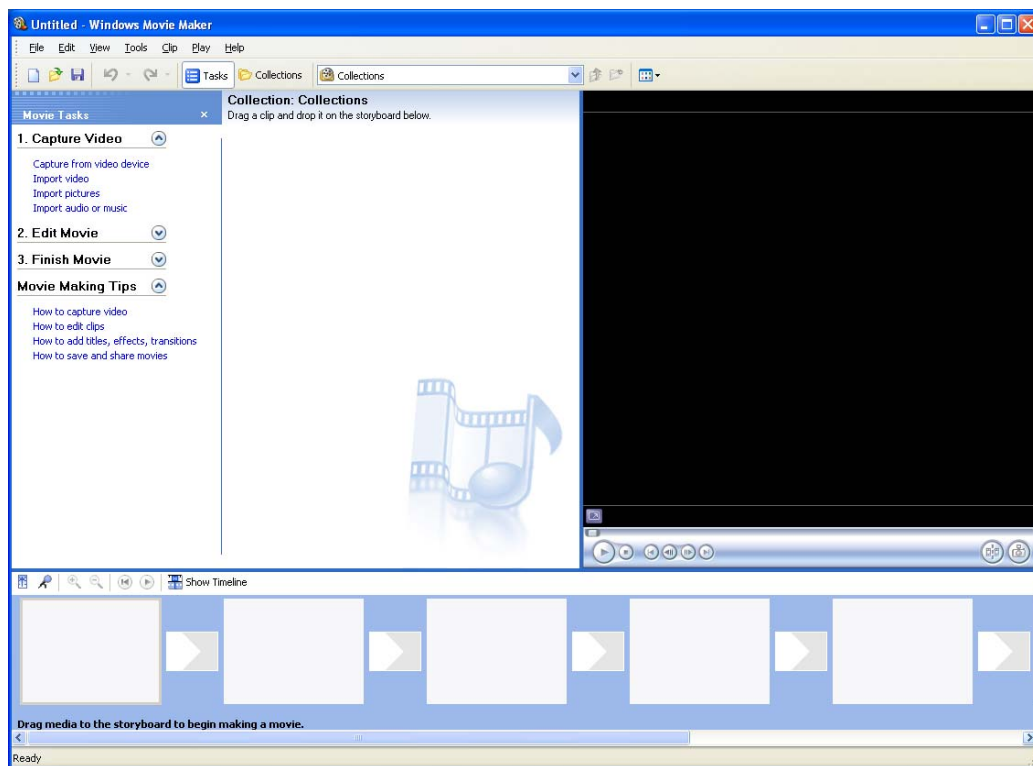 Untitled - Windows Movie Maker
File Edit View Tools Clip Play Help
Tasks Collections Collections
Movie Tasks
Collection: Collections
Drag a clip and drop it on the storyboard below.
1. Capture Video
Capture from video device
Import video
Import pictures
Import audio or music
2. Edit Movie
3. Finish Movie
Movie Making Tips
How to capture video
How to edit clips
How to add titles, effects, transitions
How to save and share movies
Show Timeline
Drag media to the storyboard to begin making a movie.
Ready